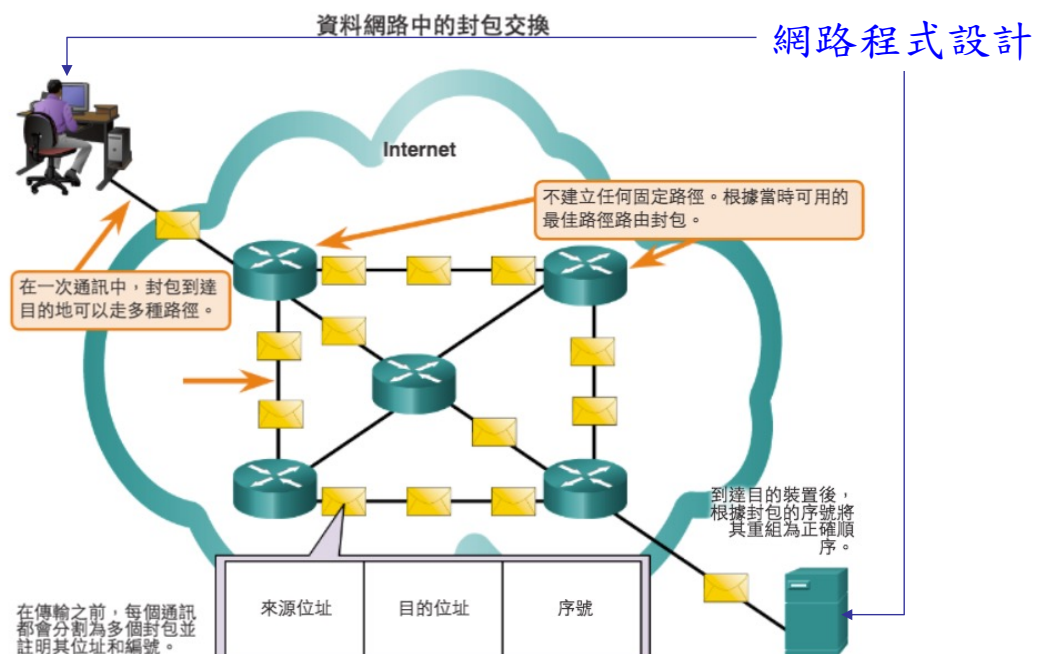 資料網路中的封包交換
網路程式設計
Internet
不建立任何固定路徑。根據當時可用的
最佳路徑路由封包。
在一次通訊中，封包到達
目的地可以走多種路徑。
到達目的裝置後，
根據封包的序號將
其重組為正確順
序。
來源位址
目的位址
序號
在傳輸之前，每個通訊
都會分割為多個封包並
註明其位址和編號。